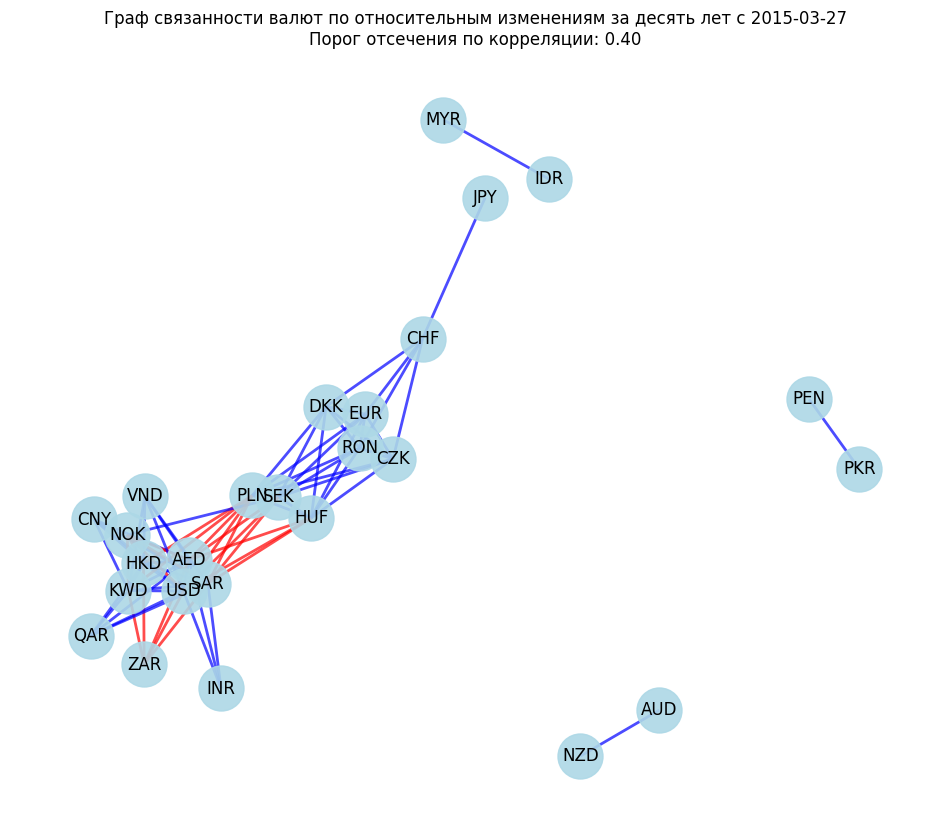 Граф связанности валют по относительным изменениям за десять лет с 2015-03-27
Порог отсечения по корреляции: 0.40
MYR
IDR
JPY
CHF
DKK
EUR
PEN
RON
CZK
PKR
PLN
SEK
VND
HUF
CNY
NOK
AED
HKD
SAR
KWD
USD
QAR
ZAR
INR
AUD
NZD